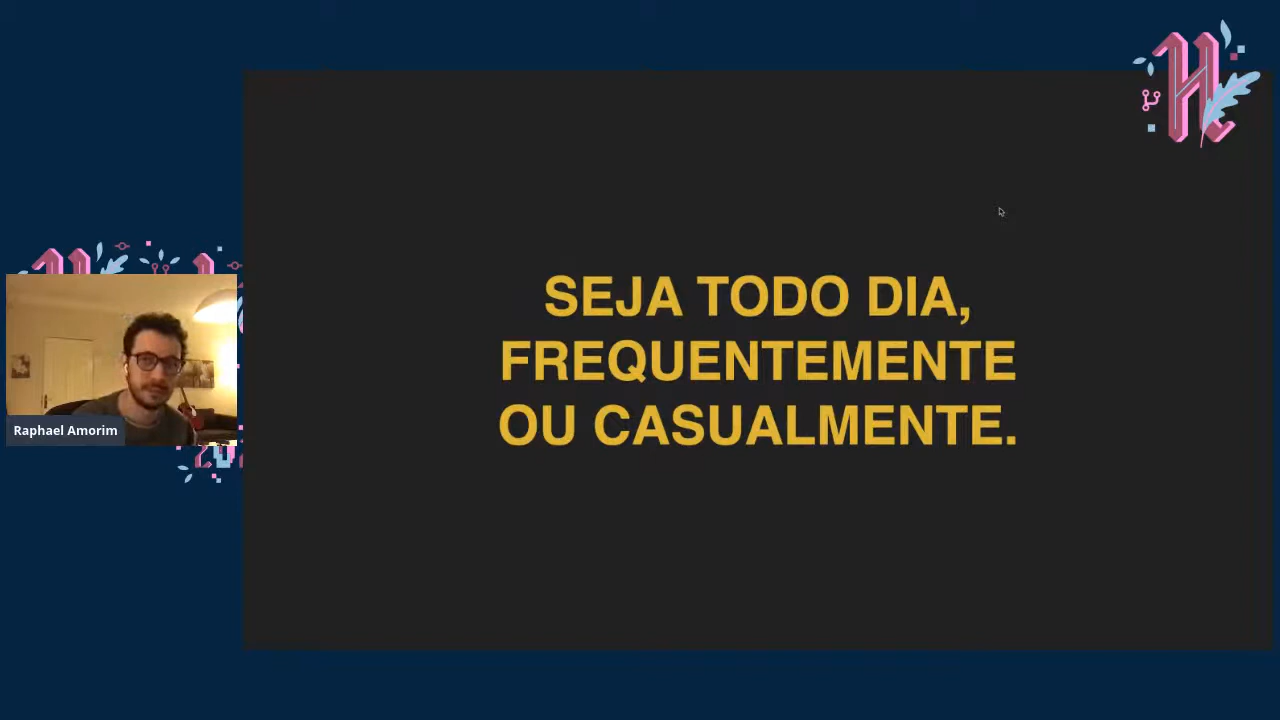 SEJA TODO DIA,
FREQUENTEMENTE
OU CASUALMENTE.
Raphael Amorim